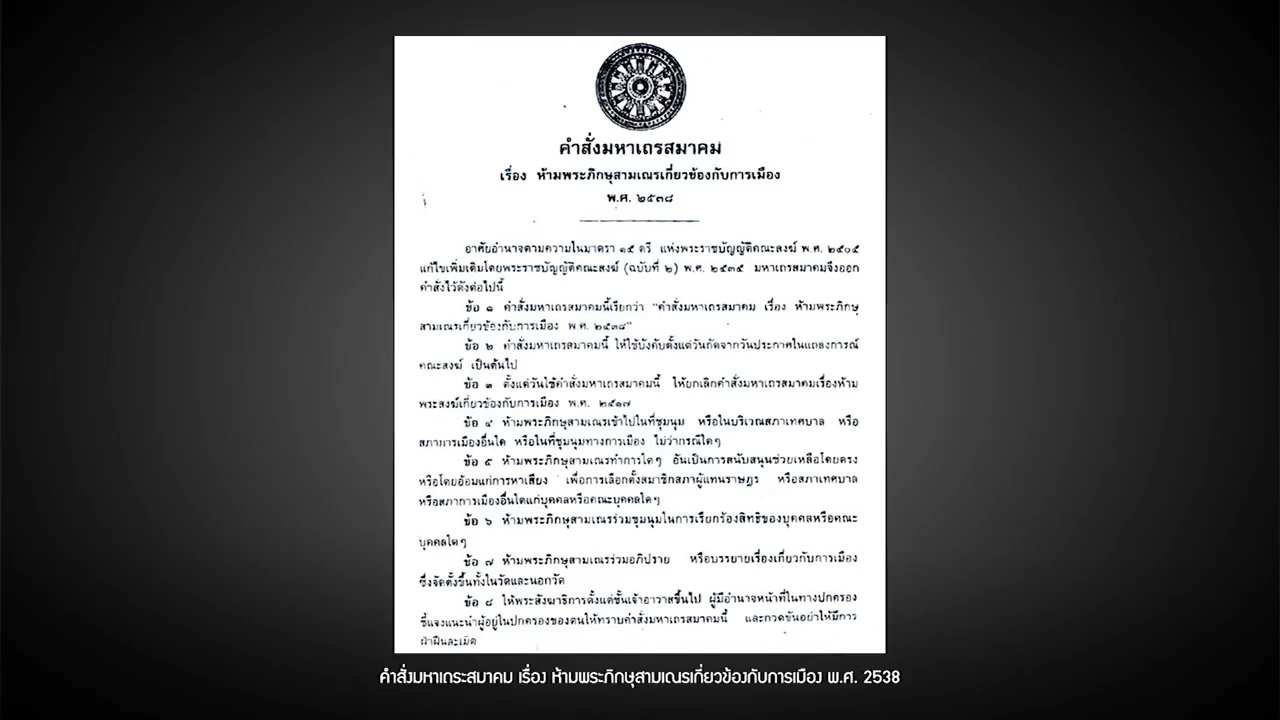 คำสั่งมหาเถรสมาคม
เรื่อง ห้ามพระภิกษุสามเณรเกี่ยวข้องกับการเมือง
พ.ศ. ๒๕๓๘
อาศัยอำนาจตามความในมาตรา ๑๕ ตรี แห่งพระราชบัญญัติคณะสงฆ์ พ.ศ. ๒๕๐๕
แก้ไขเพิ่มเติมโดยพระราชบัญญัติคณะสงฆ์ (ฉบับที่ ๒) พ.ศ. ๒๕๓๕ มหาเถรสมาคมจึงออก
คำสั่งไว้ดังต่อไปนี้
ข้อ ๑ คำสั่งมหาเถรสมาคมนี้เรียกว่า "คำสั่งมหาเถรสมาคม เรื่อง ห้ามพระภิกษุ
สามเณรเกี่ยวข้องกับการเมือง พ.ศ. ๒๕๓๘"
ข้อ ๒ คำสั่งมหาเถรสมาคมนี้ ให้ใช้บังคับตั้งแต่วันถัดจากวันประกาศในแถลงการณ์
คณะสงฆ์ เป็นต้นไป
ข้อ ๓ ตั้งแต่วันใช้คำสั่งมหาเถรสมาคมนี้ ให้ยกเลิกคำสั่งมหาเถรสมาคมเรื่องห้าม
พระสงฆ์เกี่ยวข้องกับการเมือง พ.ศ. ๒๕๑๗
ข้อ ๔ ห้ามพระภิกษุสามเณรเข้าไปในที่ชุมนุม หรือในบริเวณสภาเทศบาล หรือ
สภาการเมืองอื่นใด หรือในที่ชุมนุมทางการเมือง ไม่ว่ากรณีใดๆ
ข้อ ๕ ห้ามพระภิกษุสามเณรทำการใดๆ อันเป็นการสนับสนุนช่วยเหลือโดยตรง
หรือโดยอ้อมแก่การหาเสียง เพื่อการเลือกตั้งสมาชิกสภาผู้แทนราษฎร หรือสภาเทศบาล
หรือสภาการเมืองอื่นใดแก่บุคคลหรือคณะบุคคลใดๆ
ข้อ ๖ ห้ามพระภิกษุสามเณรร่วมชุมนุมในการเรียกร้องสิทธิของบุคคลหรือคณะ
บุคคลใดๆ
ข้อ ๗ ห้ามพระภิกษุสามเณรร่วมอภิปราย หรือบรรยายเรื่องเกี่ยวกับการเมือง
ซึ่งจัดตั้งขึ้นทั้งในวัดและนอกวัด
ข้อ ๘ ให้พระสังฆาธิการตั้งแต่ชั้นเจ้าอาวาสขึ้นไป ผู้มีอำนาจหน้าที่ในทางปกครอง
ชี้แจงแนะนำผู้อยู่ในปกครองของตนให้ทราบคำสั่งมหาเถรสมาคมนี้ และกวดขันอย่าให้มีการ
ฝ่าฝืนละเมิด
คำสั่งมหาเถระสมาคม เรื่อง ห้ามพระภิกษุสามเณรเกี่ยวข้องกับการเมือง พ.ศ. 2538